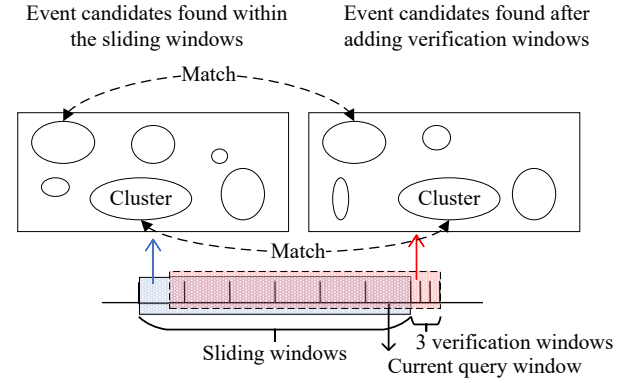 Event candidates found within
the sliding windows
Event candidates found after
adding verification windows
Match
Cluster
Cluster
Match
Sliding windows
3 verification windows
Current query window